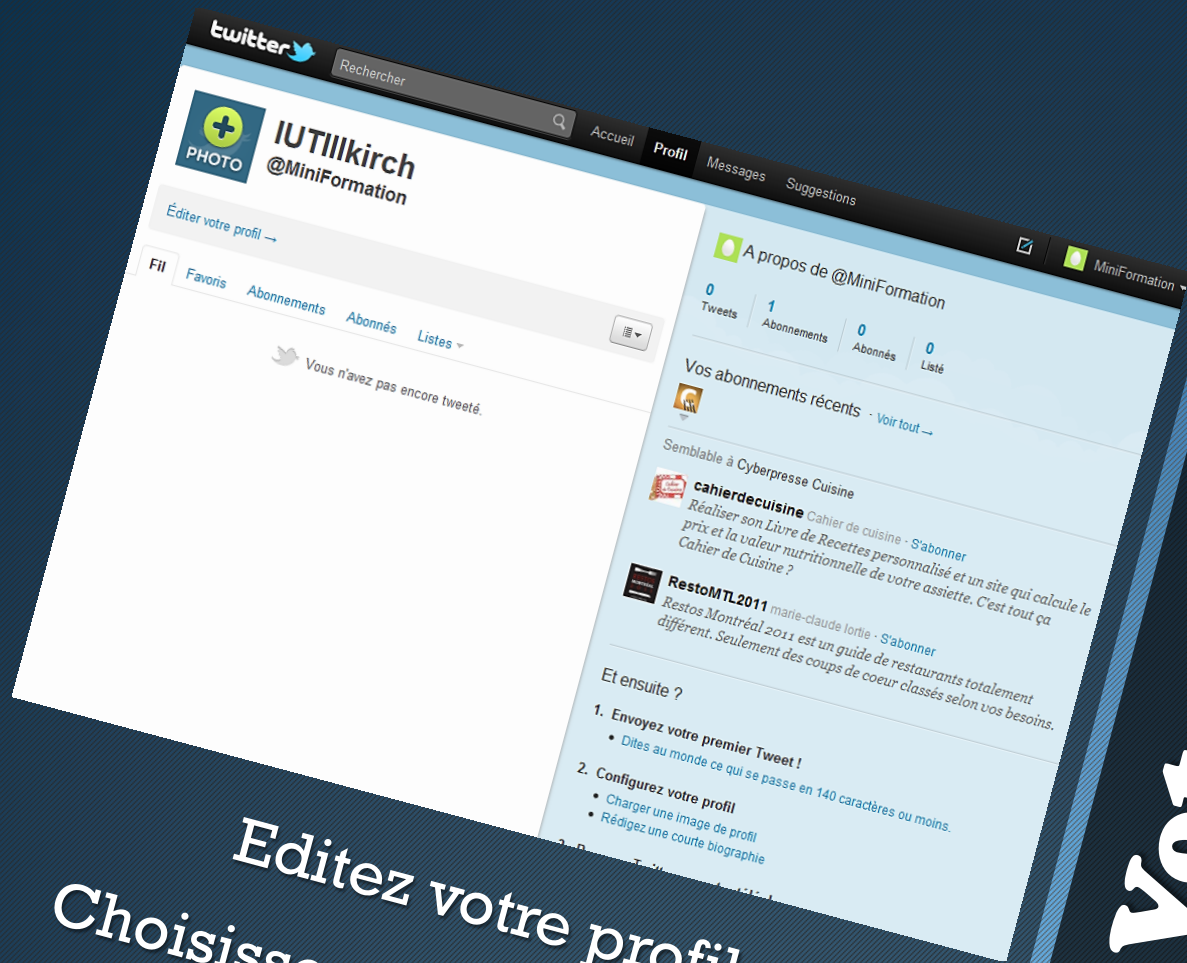 twitter
Rechercher
Accueil Profil Messages Suggestions
MiniFormation
PHOTO
IUTIllkirch
@MiniFormation
Éditer votre profil →
Fil Favoris Abonnements Abonnés Listes
Vous n'avez pas encore tweeté.
A propos de @MiniFormation
0 Tweets
1 Abonnements
0 Abonnés
0 Listé
Vos abonnements récents · Voir tout →
Semblable à Cyberpresse Cuisine
cahierdecuisine Cahier de cuisine · S'abonner
Réaliser son Livre de Recettes personnalisé et un site qui calcule le
prix et la valeur nutritionnelle de votre assiette. C'est tout ça
Cahier de Cuisine ?
RestoMTL2011 marie-claude lortie · S'abonner
Restos Montréal 2011 est un guide de restaurants totalement
différent. Seulement des coups de coeur classés selon vos besoins.
Et ensuite ?
1. Envoyez votre premier Tweet !
• Dites au monde ce qui se passe en 140 caractères ou moins.
2. Configurez votre profil
• Charger une image de profil
• Rédigez une courte biographie
Editez votre profil